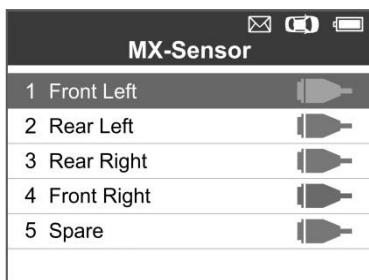 MX-Sensor
1 Front Left
2 Rear Left
3 Rear Right
4 Front Right
5 Spare